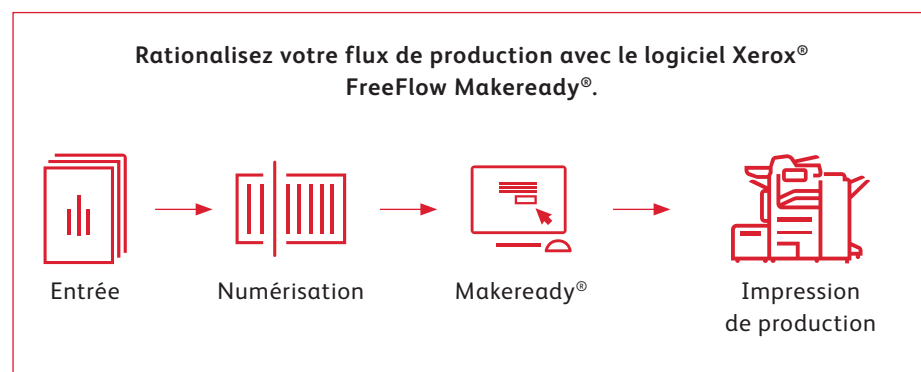 Rationalisez votre flux de production avec le logiciel Xerox®
FreeFlow Makeready®.
Entrée
Numérisation
Makeready®
Impression
de production